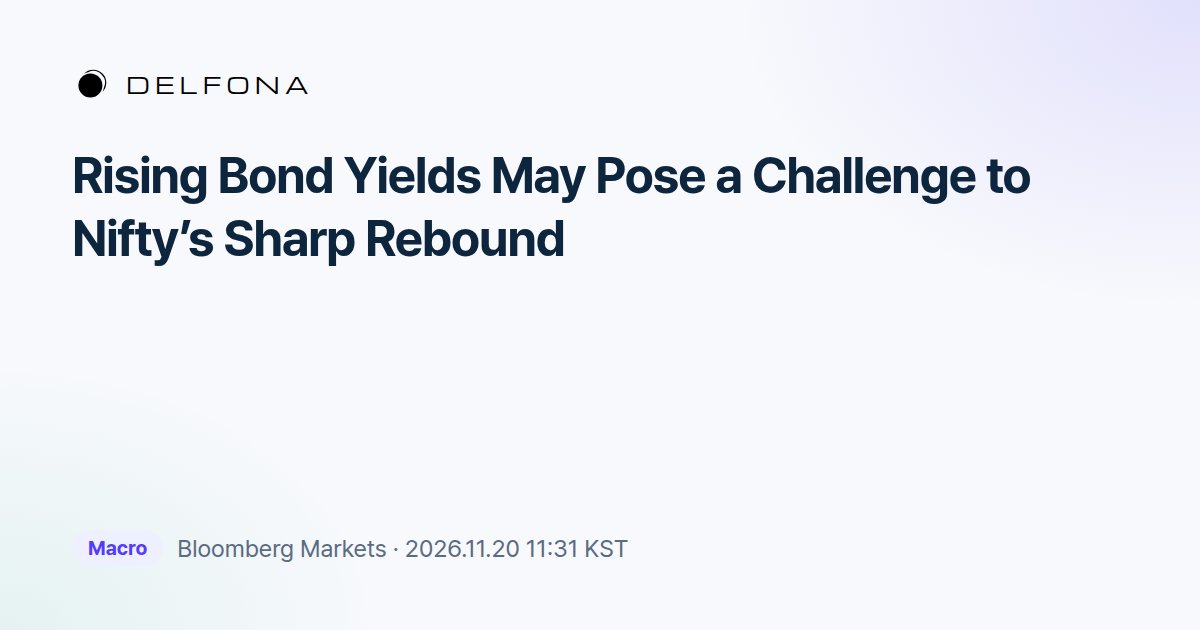 DELFONA
Rising Bond Yields May Pose a Challenge to
Nifty’s Sharp Rebound
Macro Bloomberg Markets · 2026.11.20 11:31 KST